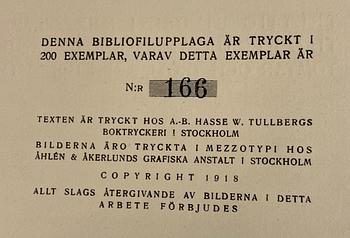 DENNA BIBLIOFILUPPLAGA ÄR TRYCKT I
200 EXEMPLAR, VARAV DETTA EXEMPLAR ÄR
N:R 166
TEXTEN ÄR TRYCKT HOS A.-B. HASSE W. TULLBERGS
BOKTRYCKERI I STOCKHOLM
BILDERNA ÄRO TRYCKTA I MEZZOTYPI HOS
ÅHLÉN & ÅKERLUNDS GRAFISKA ANSTALT I STOCKHOLM
COPYRIGHT 1918
ALLT SLAGS ÅTERGIVANDE AV BILDERNA I DETTA
ARBETE FÖRBJUDES